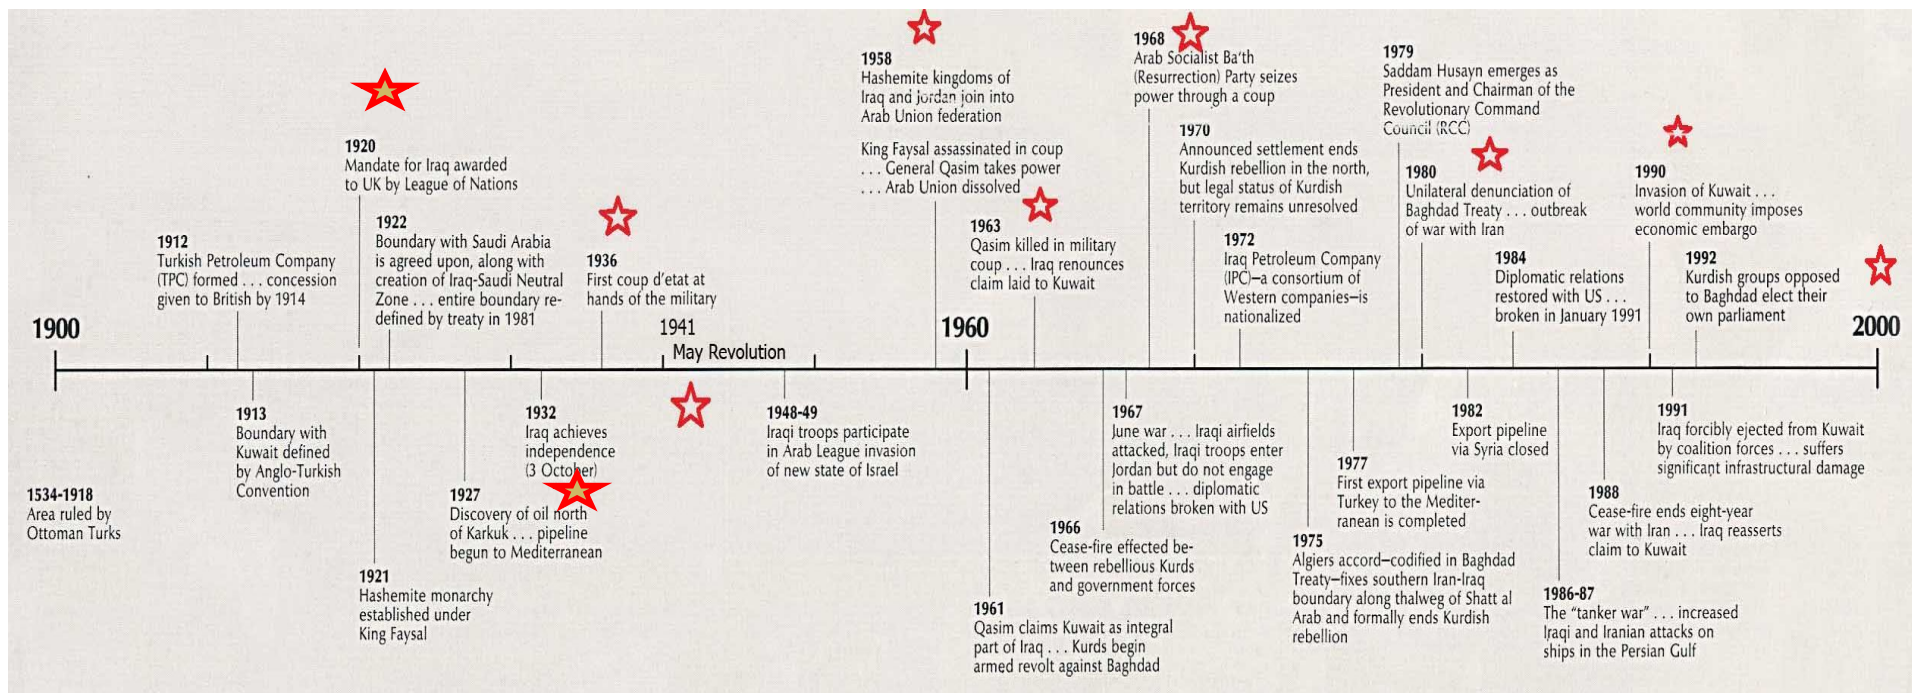 1958
Hashemite kingdoms of
Iraq and Jordan join into
Arab Union federation
King Faysal assassinated in coup
... General Qasim takes power
... Arab Union dissolved
1968
Arab Socialist Ba'th
(Resurrection) Party seizes
power through a coup
1979
Saddam Husayn emerges as
President and Chairman of the
Revolutionary Command
Council (RCC)
1920
Mandate for Iraq awarded
to UK by League of Nations
1970
Announced settlement ends
Kurdish rebellion in the north,
but legal status of Kurdish
territory remains unresolved
1980
Unilateral denunciation of
Baghdad Treaty ... outbreak
of war with Iran
1990
Invasion of Kuwait ...
world community imposes
economic embargo
1912
Turkish Petroleum Company
(TPC) formed ... concession
given to British by 1914
1922
Boundary with Saudi Arabia
is agreed upon, along with
creation of Iraq-Saudi Neutral
Zone ... entire boundary re-
defined by treaty in 1981
1936
First coup d'etat at
hands of the military
1963
Qasim killed in military
coup ... Iraq renounces
claim laid to Kuwait
1972
Iraq Petroleum Company
(IPC)—a consortium of
Western companies—is
nationalized
1984
Diplomatic relations
restored with US ...
broken in January 1991
1992
Kurdish groups opposed
to Baghdad elect their
own parliament
1900
1941
May Revolution
1960
2000
1534-1918
Area ruled by
Ottoman Turks
1913
Boundary with
Kuwait defined
by Anglo-Turkish
Convention
1921
Hashemite monarchy
established under
King Faysal
1927
Discovery of oil north
of Karkuk ... pipeline
begun to Mediterranean
1932
Iraq achieves
independence
(3 October)
1948-49
Iraqi troops participate
in Arab League invasion
of new state of Israel
1961
Qasim claims Kuwait as integral
part of Iraq ... Kurds begin
armed revolt against Baghdad
1966
Cease-fire effected be-
tween rebellious Kurds
and government forces
1967
June war ... Iraqi airfields
attacked, Iraqi troops enter
Jordan but do not engage
in battle ... diplomatic
relations broken with US
1975
Algiers accord—codified in Baghdad
Treaty—fixes southern Iran-Iraq
boundary along thalweg of Shatt al
Arab and formally ends Kurdish
rebellion
1977
First export pipeline via
Turkey to the Mediter-
ranean is completed
1982
Export pipeline
via Syria closed
1986-87
The "tanker war" ... increased
Iraqi and Iranian attacks on
ships in the Persian Gulf
1988
Cease-fire ends eight-year
war with Iran ... Iraq reasserts
claim to Kuwait
1991
Iraq forcibly ejected from Kuwait
by coalition forces ... suffers
significant infrastructural damage